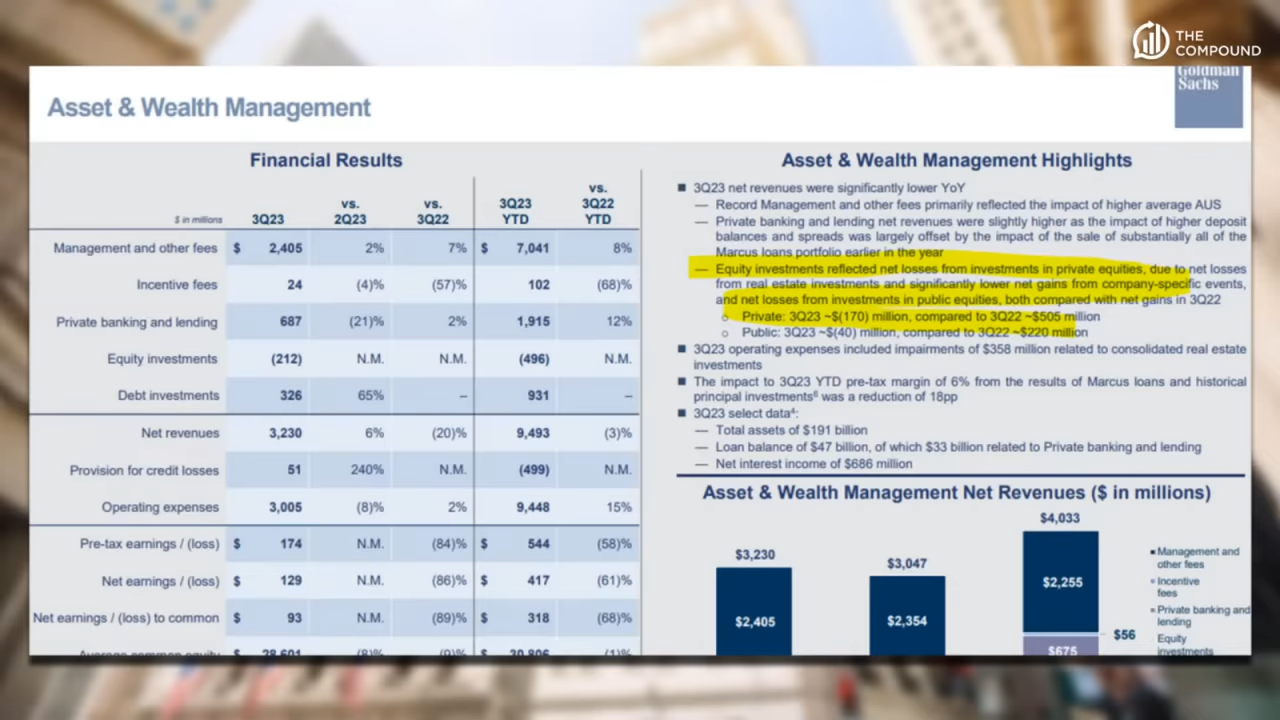 THE
COMPOUND
Goldman
Sachs
Asset & Wealth Management
Financial Results
$ in millions 3Q23 vs. 2Q23 vs. 3Q22 3Q23 YTD vs. 3Q22 YTD
Management and other fees $ 2,405 2% 7% $ 7,041 8%
Incentive fees 24 (4)% (57)% 102 (68)%
Private banking and lending 687 (21)% 2% 1,915 12%
Equity investments (212) N.M. N.M. (496) N.M.
Debt investments 326 65% – 931 –
Net revenues 3,230 6% (20)% 9,493 (3)%
Provision for credit losses 51 240% N.M. (499) N.M.
Operating expenses 3,005 (8)% 2% 9,448 15%
Pre-tax earnings / (loss) $ 174 N.M. (84)% $ 544 (58)%
Net earnings / (loss) $ 129 N.M. (86)% $ 417 (61)%
Net earnings / (loss) to common $ 93 N.M. (89)% $ 318 (68)%
Average common equity $ 28,601 (8)% (9)% $ 30,806 (1)%
Asset & Wealth Management Highlights
■ 3Q23 net revenues were significantly lower YoY
— Record Management and other fees primarily reflected the impact of higher average AUS
— Private banking and lending net revenues were slightly higher as the impact of higher deposit
balances and spreads was largely offset by the impact of the sale of substantially all of the
Marcus loans portfolio earlier in the year
— Equity investments reflected net losses from investments in private equities, due to net losses
from real estate investments and significantly lower net gains from company-specific events,
and net losses from investments in public equities, both compared with net gains in 3Q22
o Private: 3Q23 ~$(170) million, compared to 3Q22 ~$505 million
o Public: 3Q23 ~$(40) million, compared to 3Q22 ~$220 million
■ 3Q23 operating expenses included impairments of $358 million related to consolidated real estate
investments
■ The impact to 3Q23 YTD pre-tax margin of 6% from the results of Marcus loans and historical
principal investments⁶ was a reduction of 18pp
■ 3Q23 select data⁴:
— Total assets of $191 billion
— Loan balance of $47 billion, of which $33 billion related to Private banking and lending
— Net interest income of $686 million
Asset & Wealth Management Net Revenues ($ in millions)
$3,230
$2,405
$3,047
$2,354
$4,033
$2,255
$56
$675
Management and
other fees
Incentive
fees
Private banking and
lending
Equity
investments